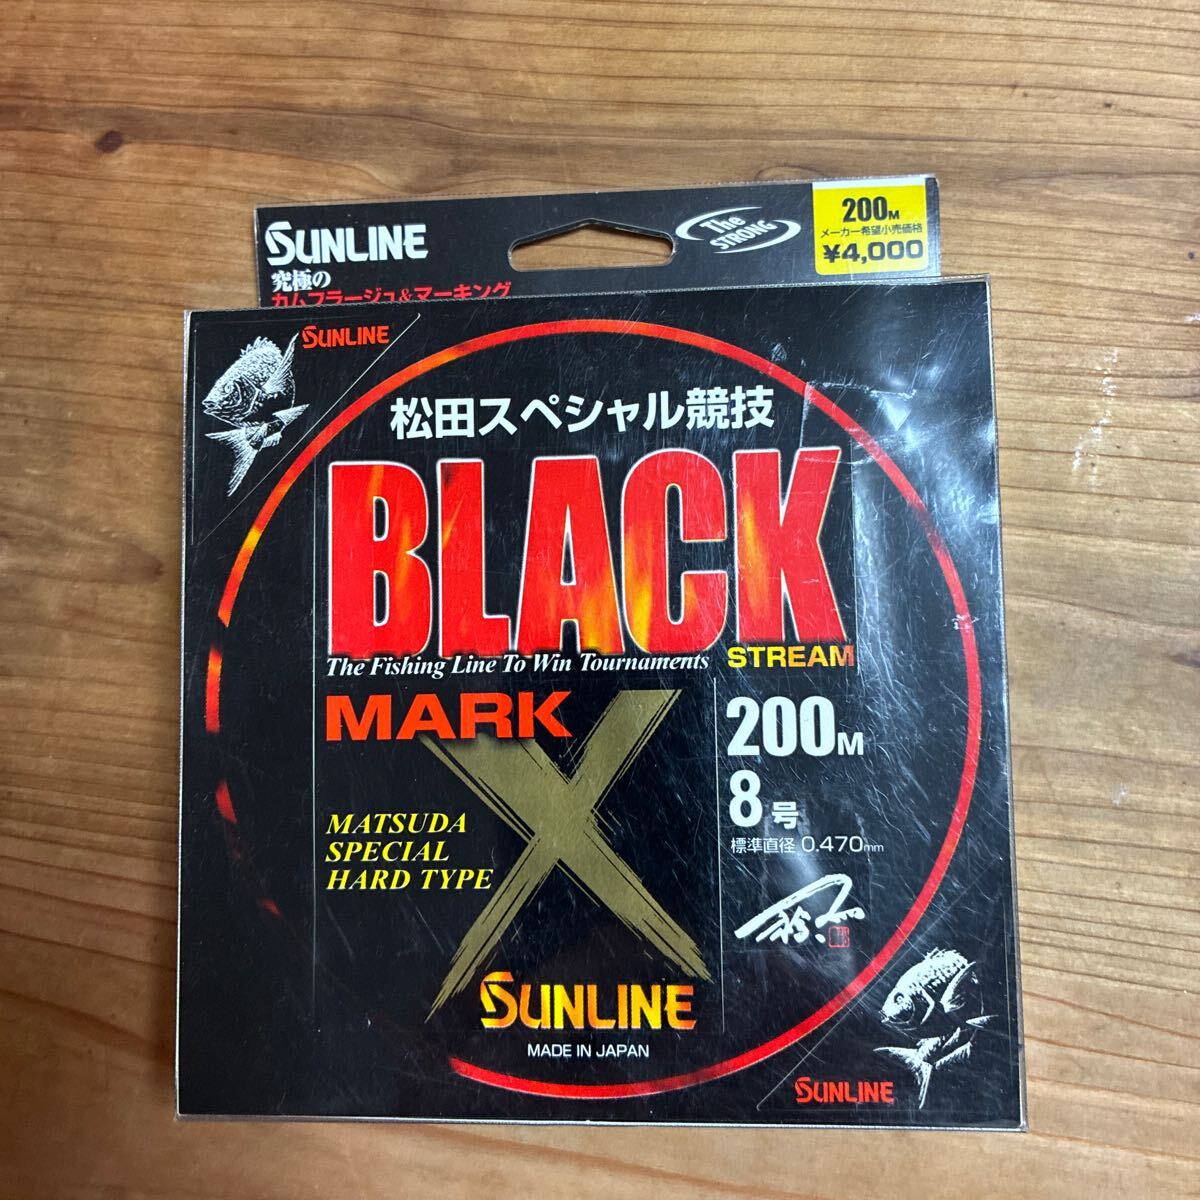 SUNLINE
究極の
カムフラージュ&マーキング
The STRONG
200M
メーカー希望小売価格
¥4,000
SUNLINE
松田スペシャル競技
BLACK
The Fishing Line To Win Tournaments STREAM
MARK X
200M
8号
標準直径 0.470mm
MATSUDA
SPECIAL
HARD TYPE
SUNLINE
MADE IN JAPAN
SUNLINE